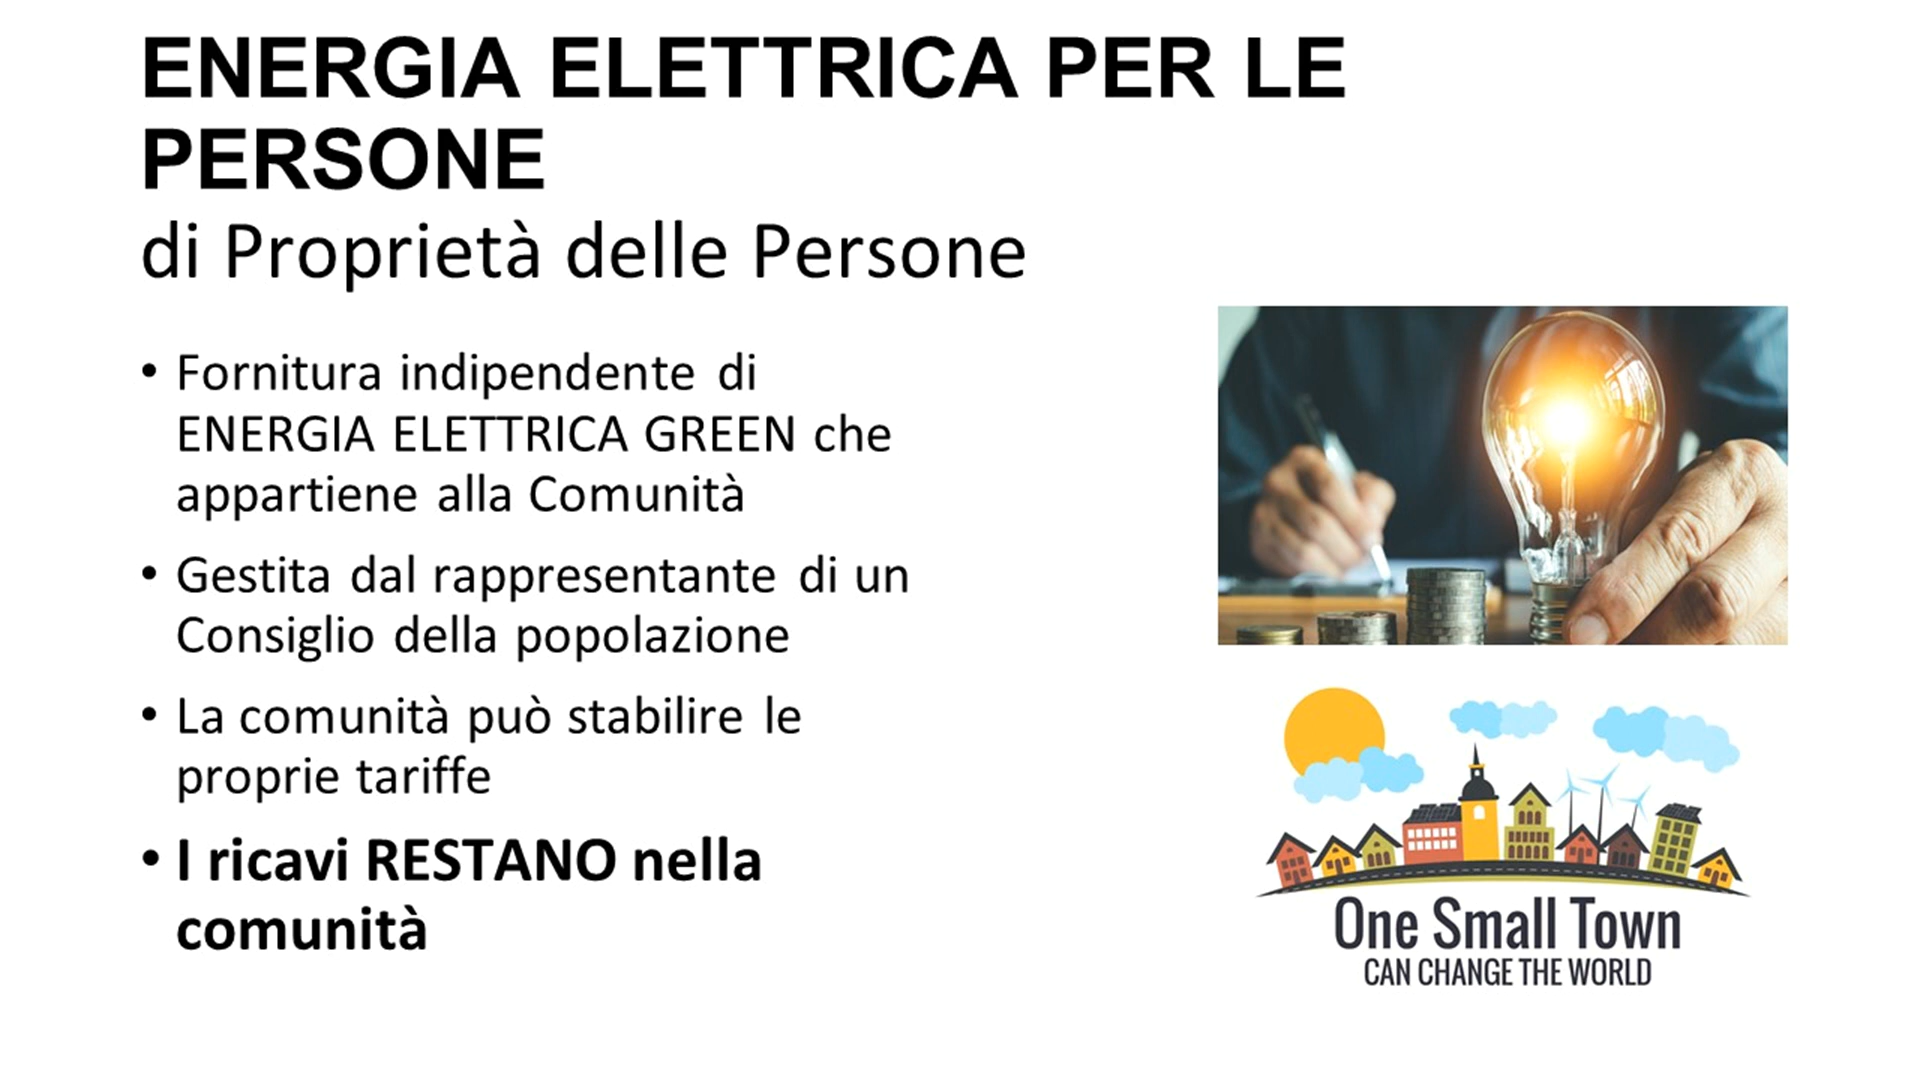 ENERGIA ELETTRICA PER LE
PERSONE
di Proprietà delle Persone
• Fornitura indipendente di
ENERGIA ELETTRICA GREEN che
appartiene alla Comunità
• Gestita dal rappresentante di un
Consiglio della popolazione
• La comunità può stabilire le
proprie tariffe
• I ricavi RESTANO nella
comunità
One Small Town
CAN CHANGE THE WORLD